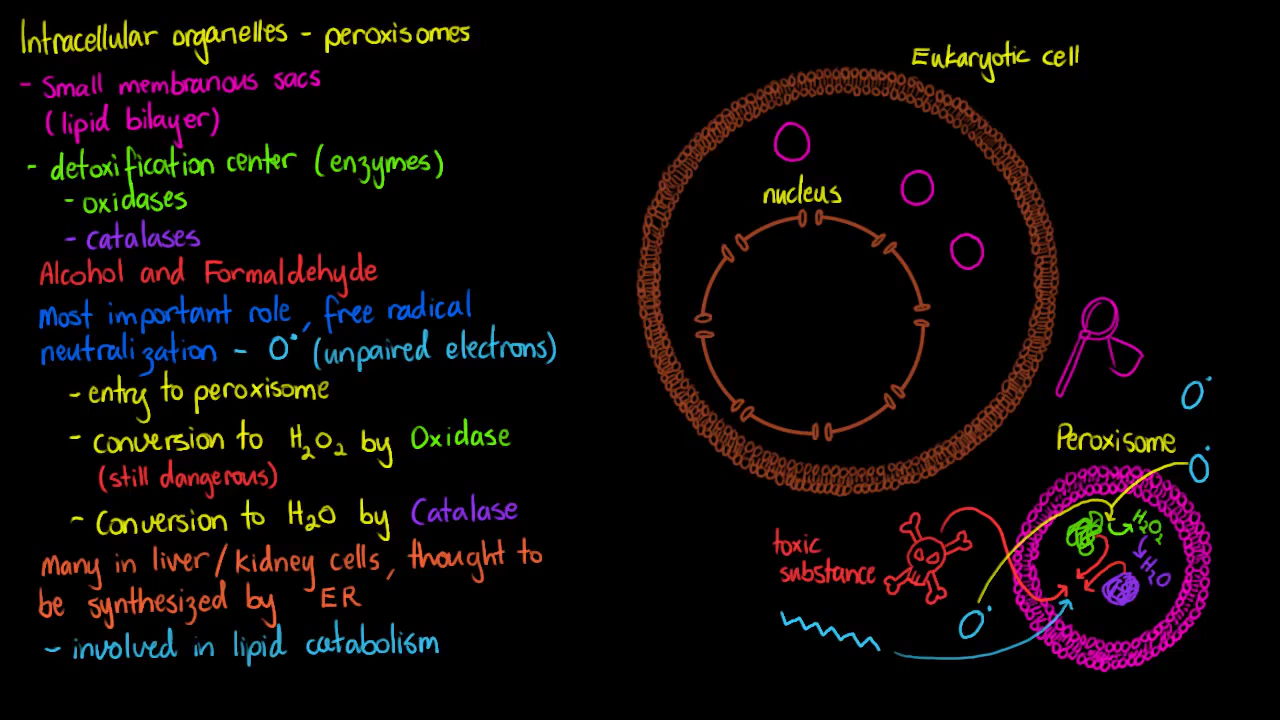 Intracellular organelles - peroxisomes
- Small membranous sacs
(lipid bilayer)
- detoxification center (enzymes)
- oxidases
- catalases
Alcohol and Formaldehyde
Most important role, free radical
neutralization - O• (unpaired electrons)
- entry to peroxisome
- conversion to H₂O₂ by Oxidase
(still dangerous)
- Conversion to H₂O by Catalase
Many in liver/kidney cells, thought to
be synthesized by ER
- involved in lipid catabolism
Eukaryotic cell
nucleus
O•
Peroxisome
O•
H₂O₂
H₂O
toxic
substance
O•